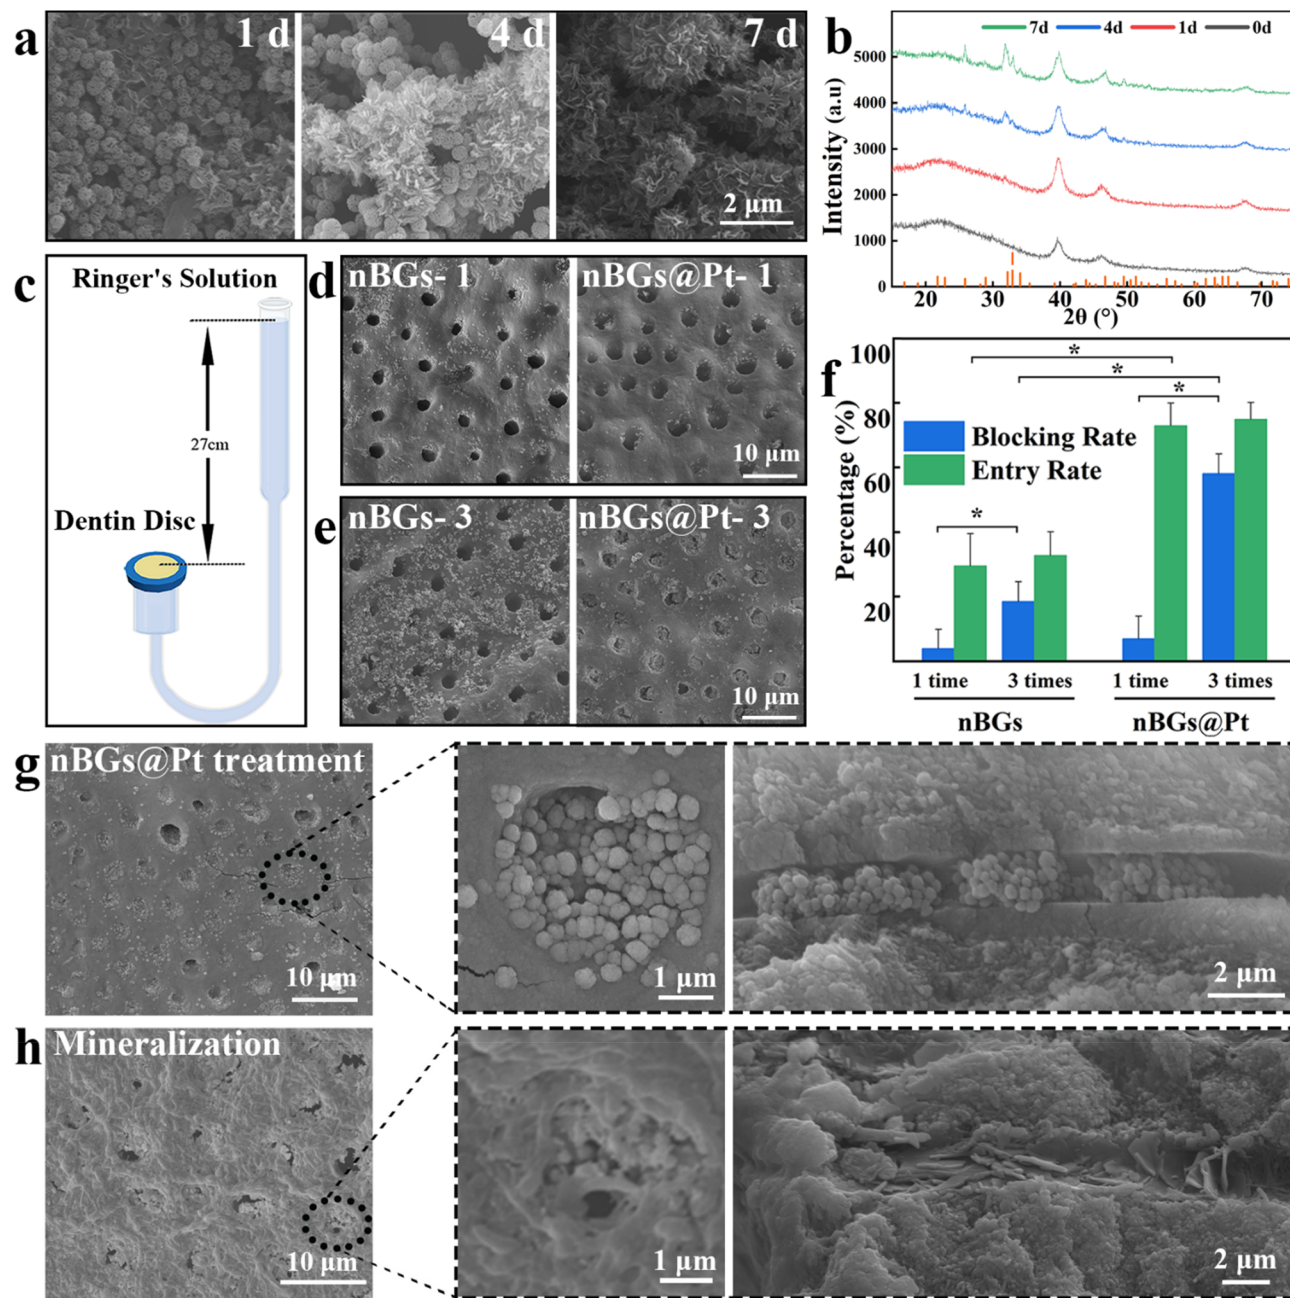 a
1 d
4 d
7 d
2 µm
b
7d
4d
1d
0d
Intensity (a.u)
5000
4000
3000
2000
1000
0
20
30
40
50
60
70
2θ (°)
c
Ringer's Solution
27cm
Dentin Disc
d
nBGs- 1
nBGs@Pt- 1
10 µm
e
nBGs- 3
nBGs@Pt- 3
10 µm
f
Percentage (%)
100
80
60
40
20
*
*
*
*
Blocking Rate
Entry Rate
1 time
3 times
1 time
3 times
nBGs
nBGs@Pt
g
nBGs@Pt treatment
10 µm
1 µm
2 µm
h
Mineralization
10 µm
1 µm
2 µm